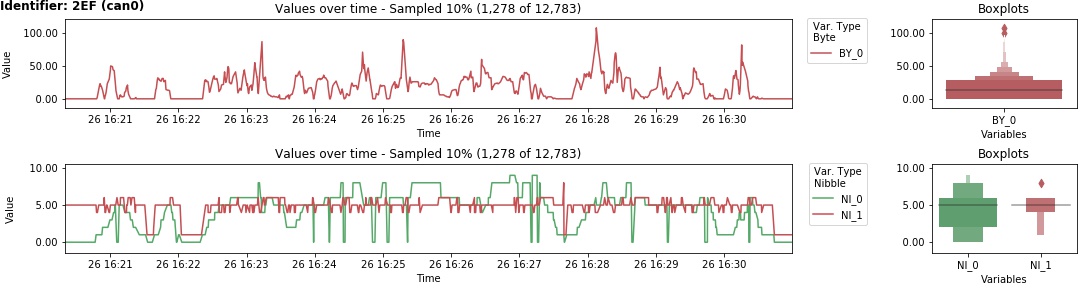 Identifier: 2EF (can0)
Values over time - Sampled 10% (1,278 of 12,783)
Value
100.00
50.00
0.00
26 16:21 26 16:22 26 16:23 26 16:24 26 16:25 26 16:26 26 16:27 26 16:28 26 16:29 26 16:30
Time
Var. Type
Byte
BY_0
Boxplots
100.00
50.00
0.00
BY_0
Variables
Values over time - Sampled 10% (1,278 of 12,783)
Value
10.00
5.00
0.00
26 16:21 26 16:22 26 16:23 26 16:24 26 16:25 26 16:26 26 16:27 26 16:28 26 16:29 26 16:30
Time
Var. Type
Nibble
NI_0
NI_1
Boxplots
10.00
5.00
0.00
NI_0 NI_1
Variables